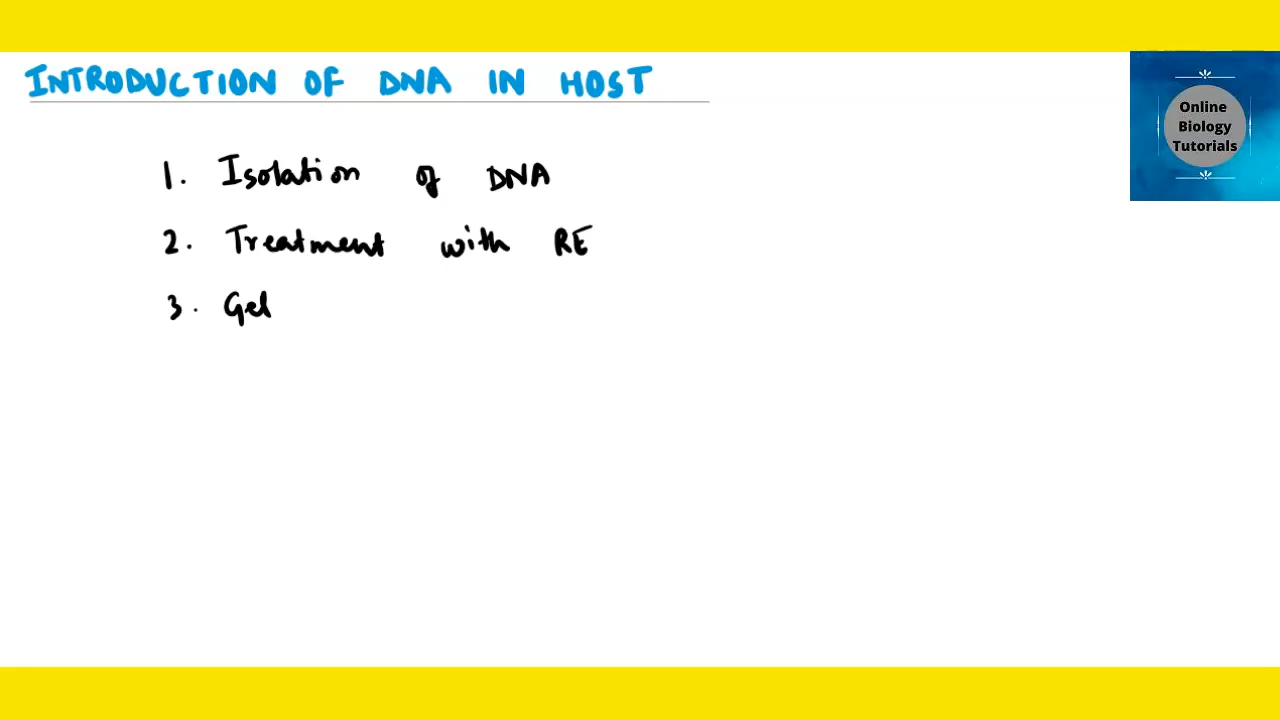 INTRODUCTION OF DNA IN HOST
Online
Biology
Tutorials
1. Isolation of DNA
2. Treatment with RE
3. Gel